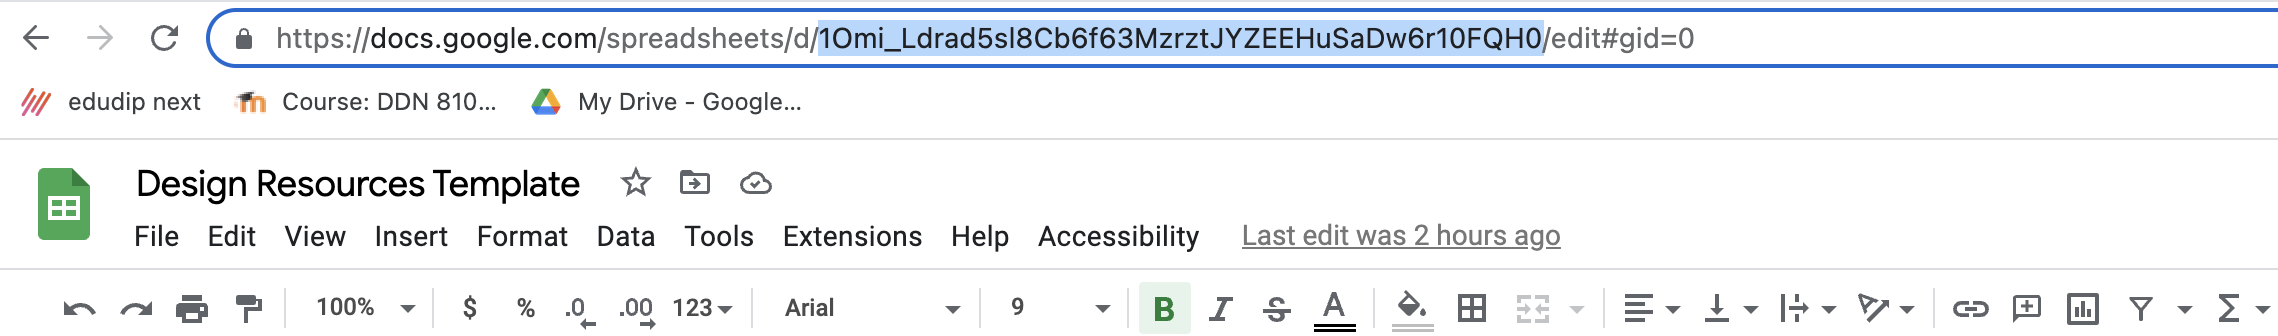 https://docs.google.com/spreadsheets/d/1Omi_Ldrad5sI8Cb6f63MzrztJYZEEHuSaDw6r10FQH0/edit#gid=0
edudip next Course: DDN 810... My Drive - Google...
Design Resources Template
File Edit View Insert Format Data Tools Extensions Help Accessibility Last edit was 2 hours ago
100% $ % .0 .00 123 Arial 9 B I S A Σ